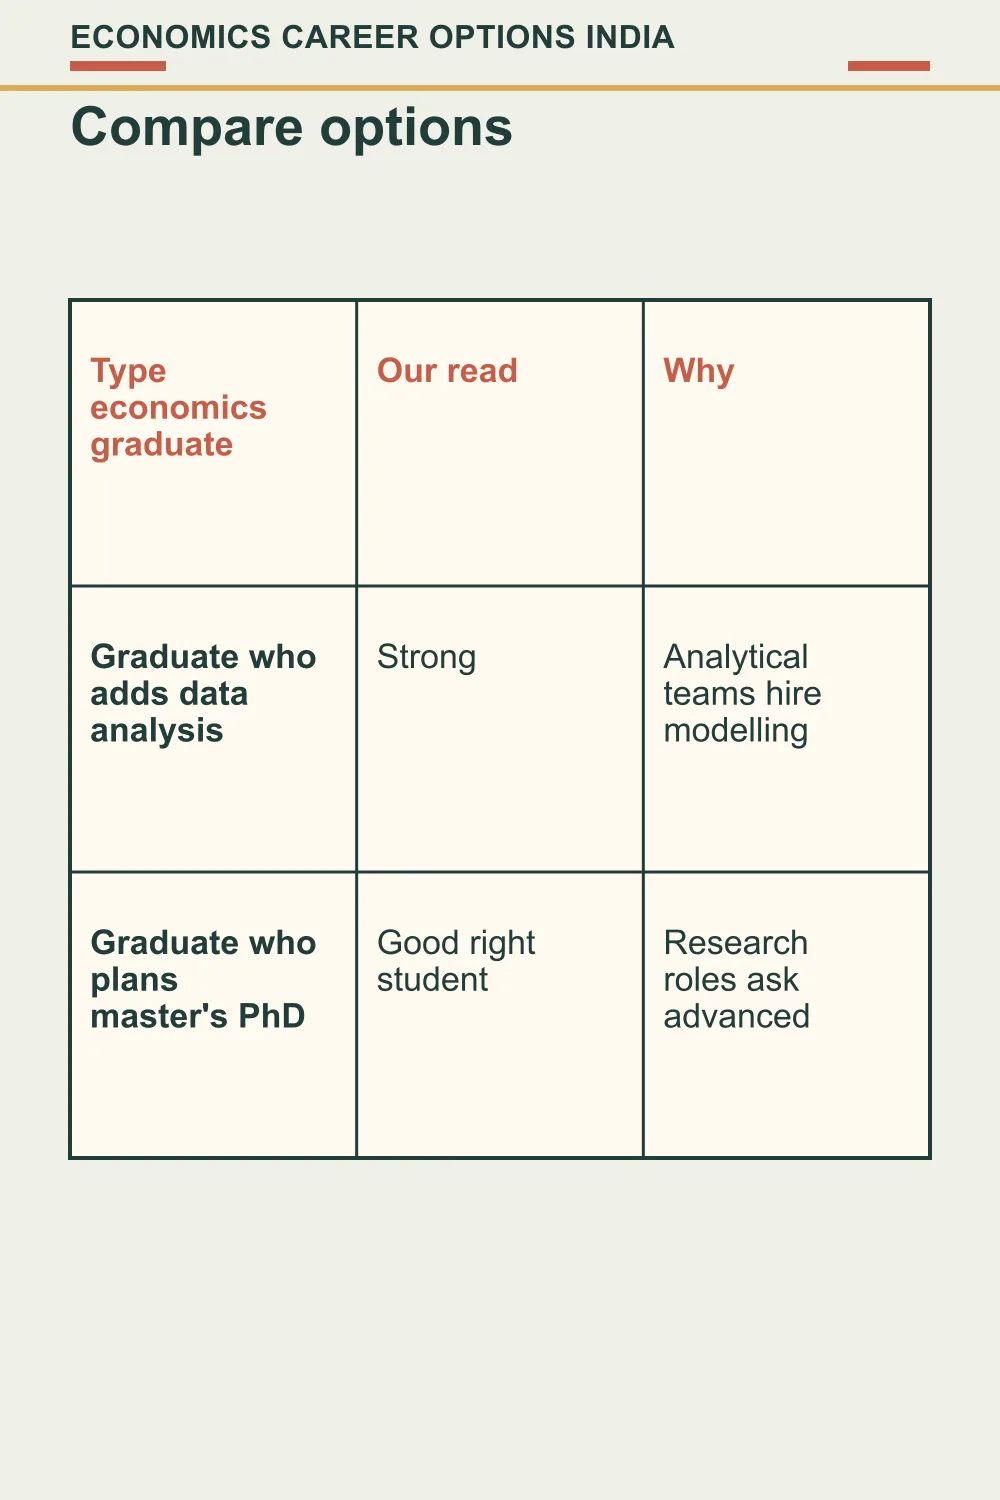 ECONOMICS CAREER OPTIONS INDIA
Compare options
Type
economics
graduate
Our read
Why
Graduate who
adds data
analysis
Strong
Analytical
teams hire
modelling
Graduate who
plans
master's PhD
Good right
student
Research
roles ask
advanced